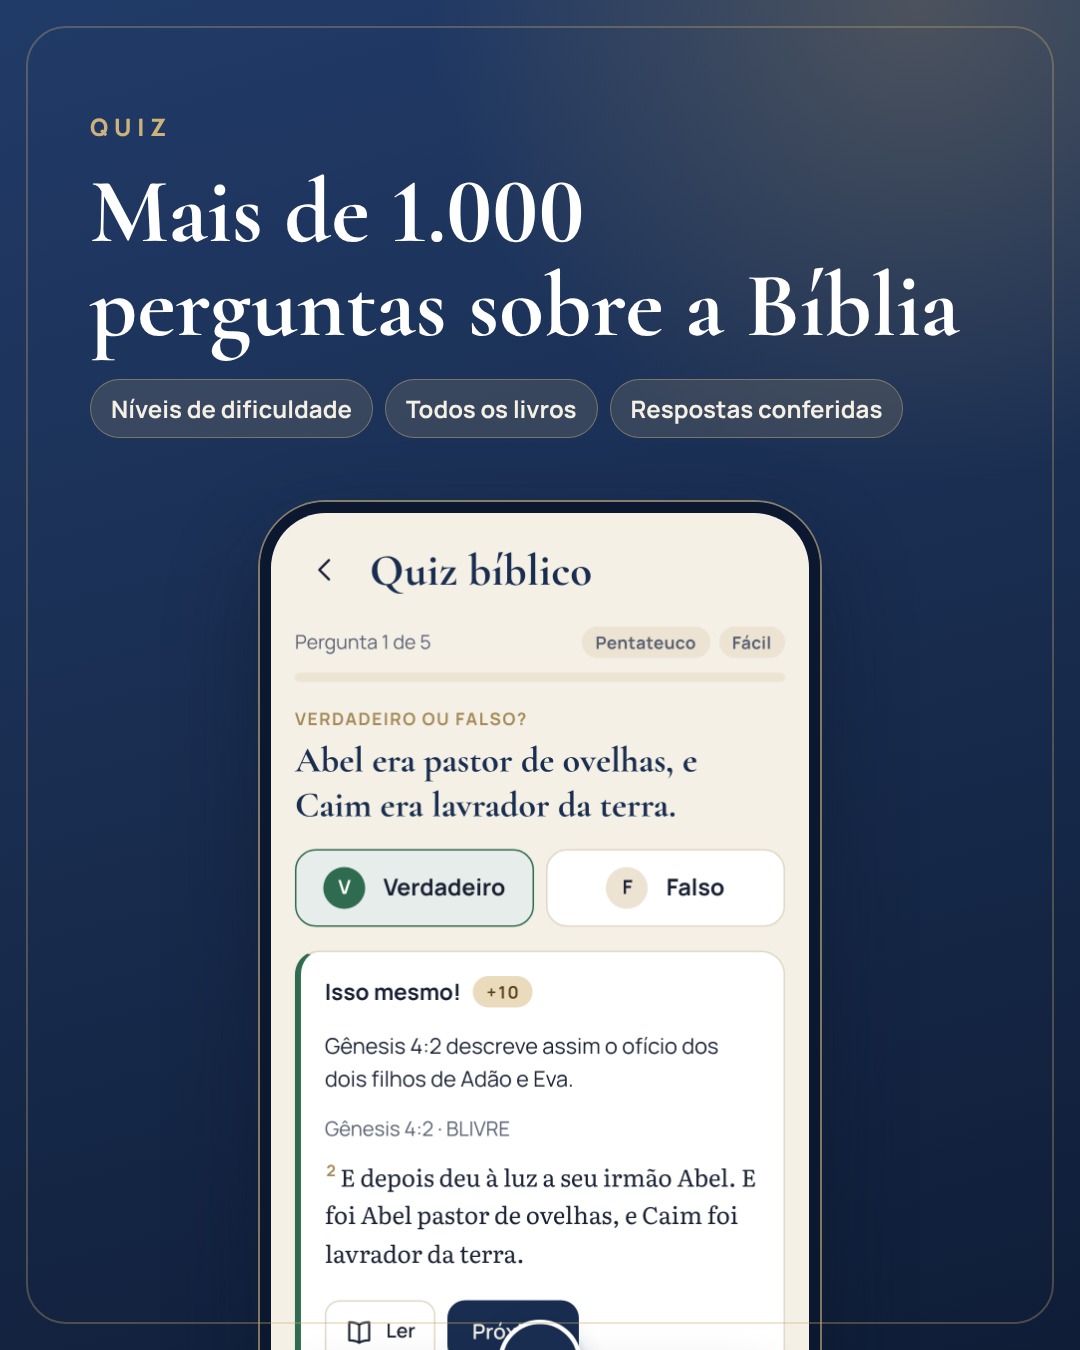 QUIZ
Mais de 1.000
perguntas sobre a Bíblia
Níveis de dificuldade Todos os livros Respostas conferidas
Quiz bíblico
Pergunta 1 de 5 Pentateuco Fácil
VERDADEIRO OU FALSO?
Abel era pastor de ovelhas, e
Caim era lavrador da terra.
V Verdadeiro F Falso
Isso mesmo! +10
Gênesis 4:2 descreve assim o ofício dos
dois filhos de Adão e Eva.
Gênesis 4:2 · BLIVRE
2 E depois deu à luz a seu irmão Abel. E
foi Abel pastor de ovelhas, e Caim foi
lavrador da terra.
Ler